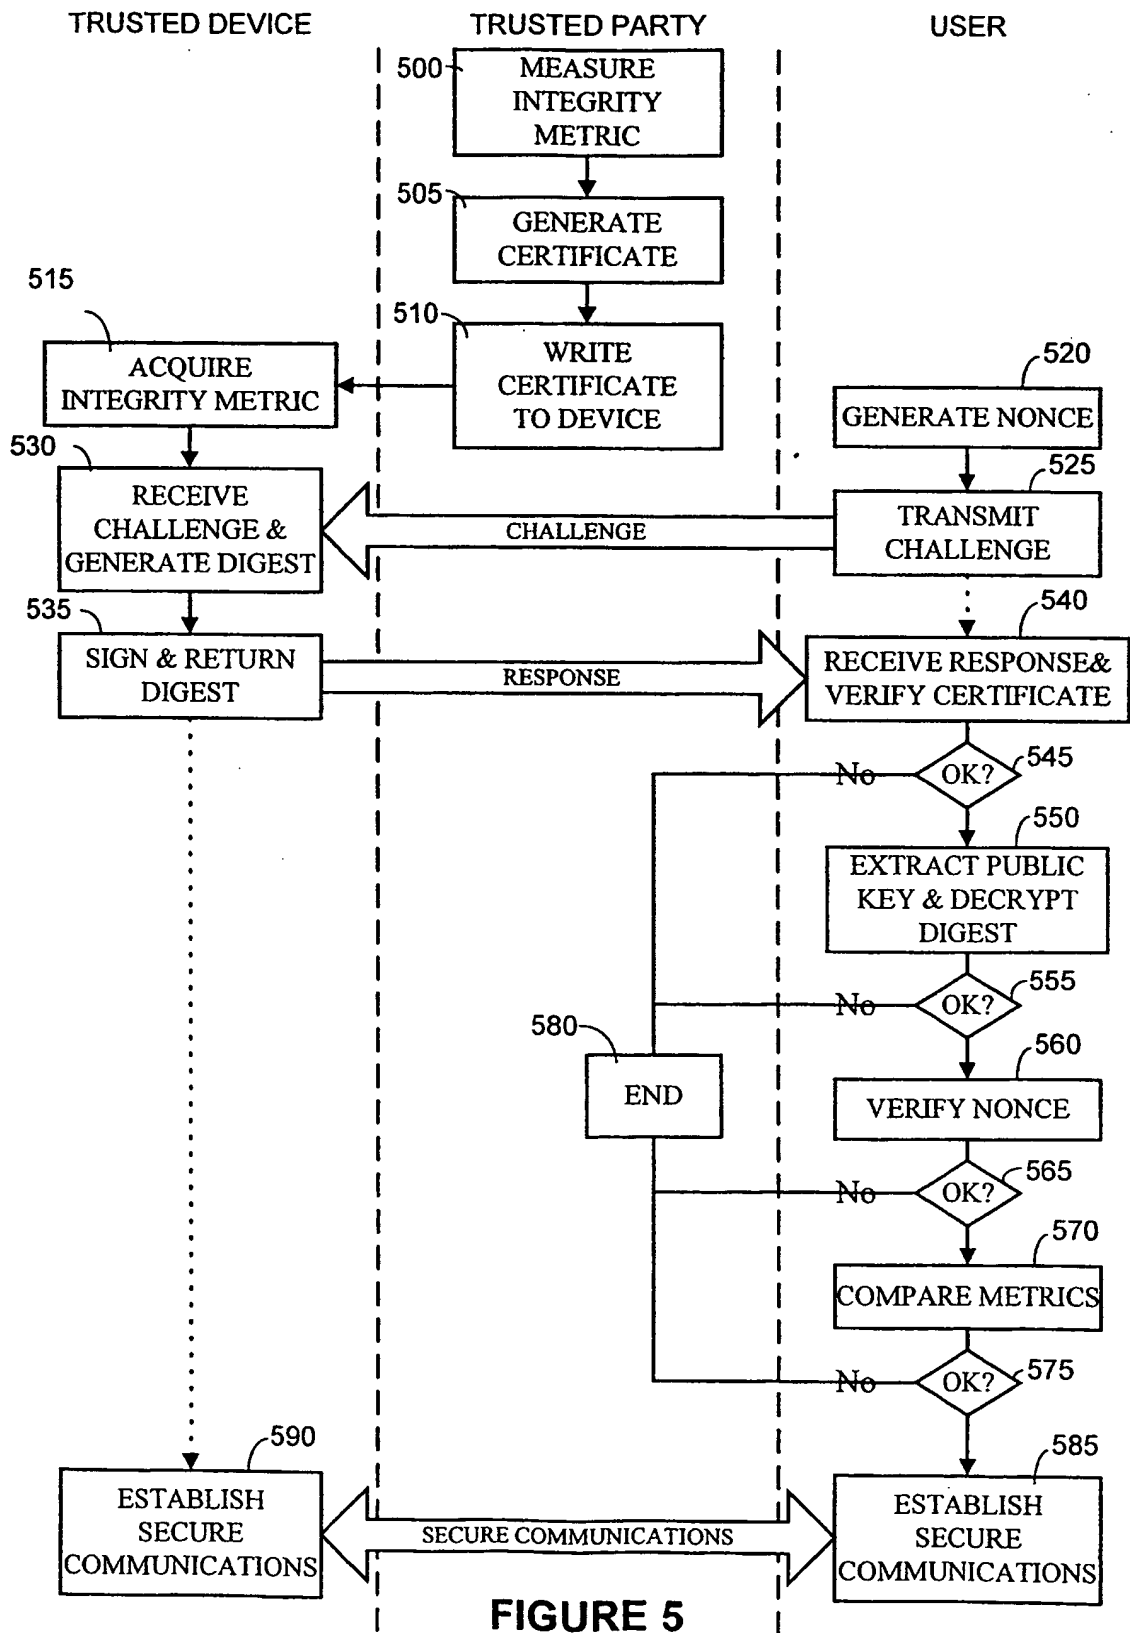 TRUSTED DEVICE
TRUSTED PARTY
USER
500
MEASURE
INTEGRITY
METRIC
505
GENERATE
CERTIFICATE
510
WRITE
CERTIFICATE
TO DEVICE
515
ACQUIRE
INTEGRITY METRIC
520
GENERATE NONCE
525
TRANSMIT
CHALLENGE
CHALLENGE
530
RECEIVE
CHALLENGE &
GENERATE DIGEST
535
SIGN & RETURN
DIGEST
RESPONSE
540
RECEIVE RESPONSE&
VERIFY CERTIFICATE
545
OK?
No
550
EXTRACT PUBLIC
KEY & DECRYPT
DIGEST
555
OK?
No
580
END
560
VERIFY NONCE
565
OK?
No
570
COMPARE METRICS
575
OK?
No
590
ESTABLISH
SECURE
COMMUNICATIONS
SECURE COMMUNICATIONS
585
ESTABLISH
SECURE
COMMUNICATIONS
FIGURE 5